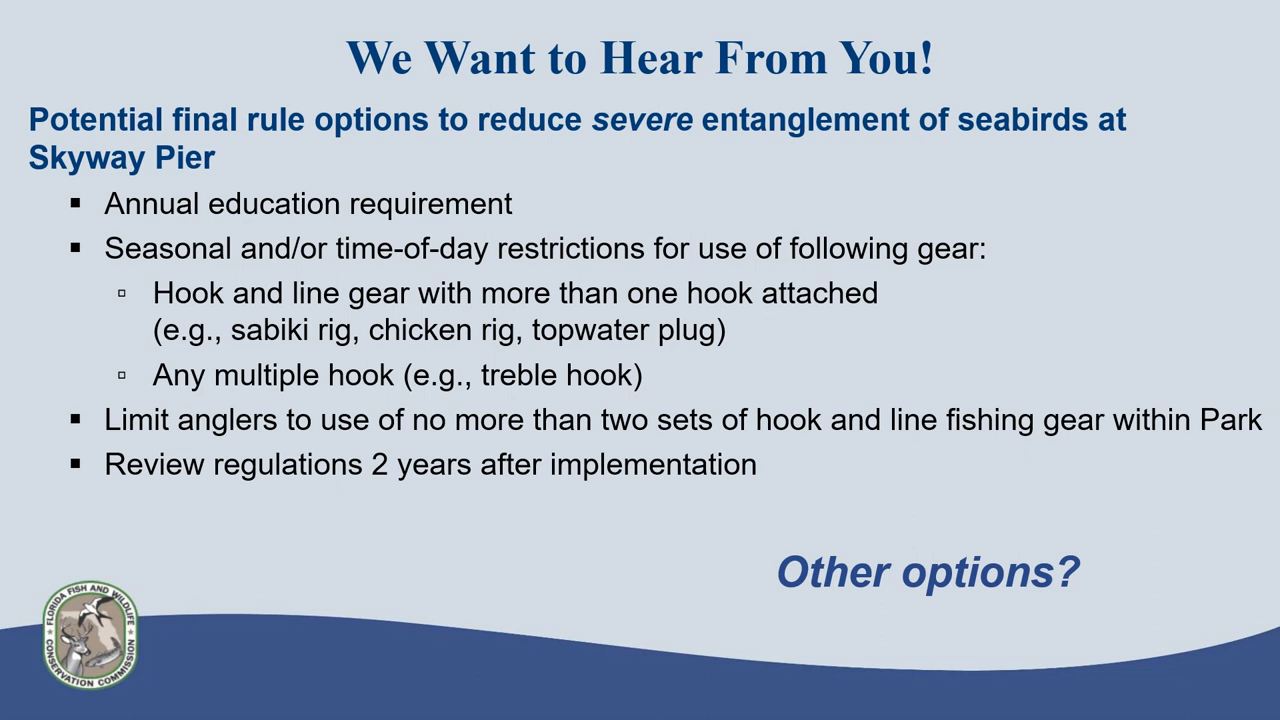 We Want to Hear From You!
Potential final rule options to reduce severe entanglement of seabirds at
Skyway Pier
▪ Annual education requirement
▪ Seasonal and/or time-of-day restrictions for use of following gear:
▫ Hook and line gear with more than one hook attached
(e.g., sabiki rig, chicken rig, topwater plug)
▫ Any multiple hook (e.g., treble hook)
▪ Limit anglers to use of no more than two sets of hook and line fishing gear within Park
▪ Review regulations 2 years after implementation
Other options?
FLORIDA FISH AND WILDLIFE
CONSERVATION COMMISSION